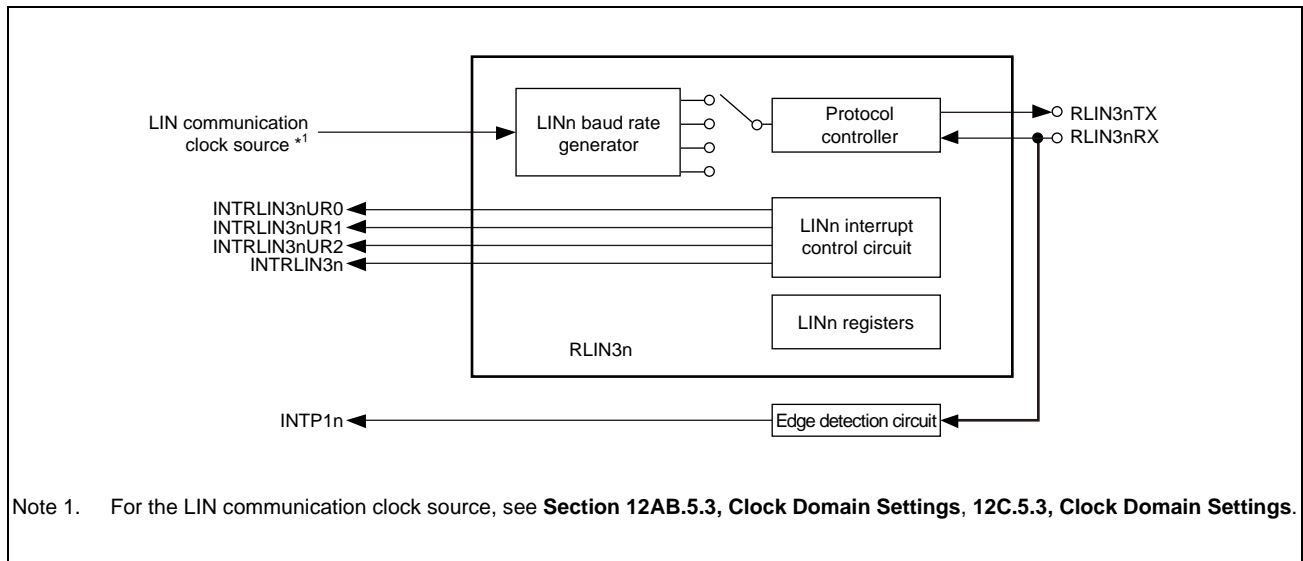 LIN communication
clock source *1
LINn baud rate
generator
Protocol
controller
RLIN3nTX
RLIN3nRX
INTRLIN3nUR0
INTRLIN3nUR1
INTRLIN3nUR2
INTRLIN3n
LINn interrupt
control circuit
LINn registers
RLIN3n
INTP1n
Edge detection circuit
Note 1. For the LIN communication clock source, see Section 12AB.5.3, Clock Domain Settings, 12C.5.3, Clock Domain Settings.